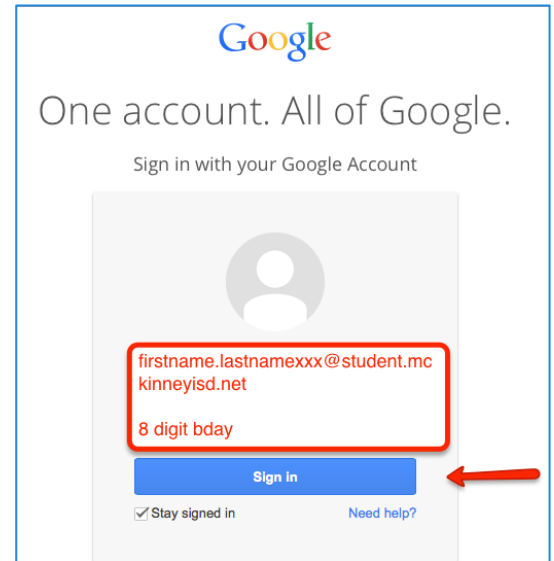 Google
One account. All of Google.
Sign in with your Google Account
firstname.lastnamexxx@student.mc
kinneyisd.net
8 digit bday
Sign in
Stay signed in Need help?